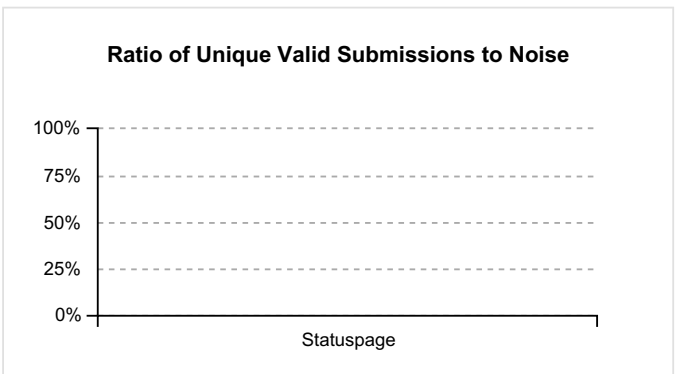 Ratio of Unique Valid Submissions to Noise
100%
75%
50%
25%
0%
Statuspage